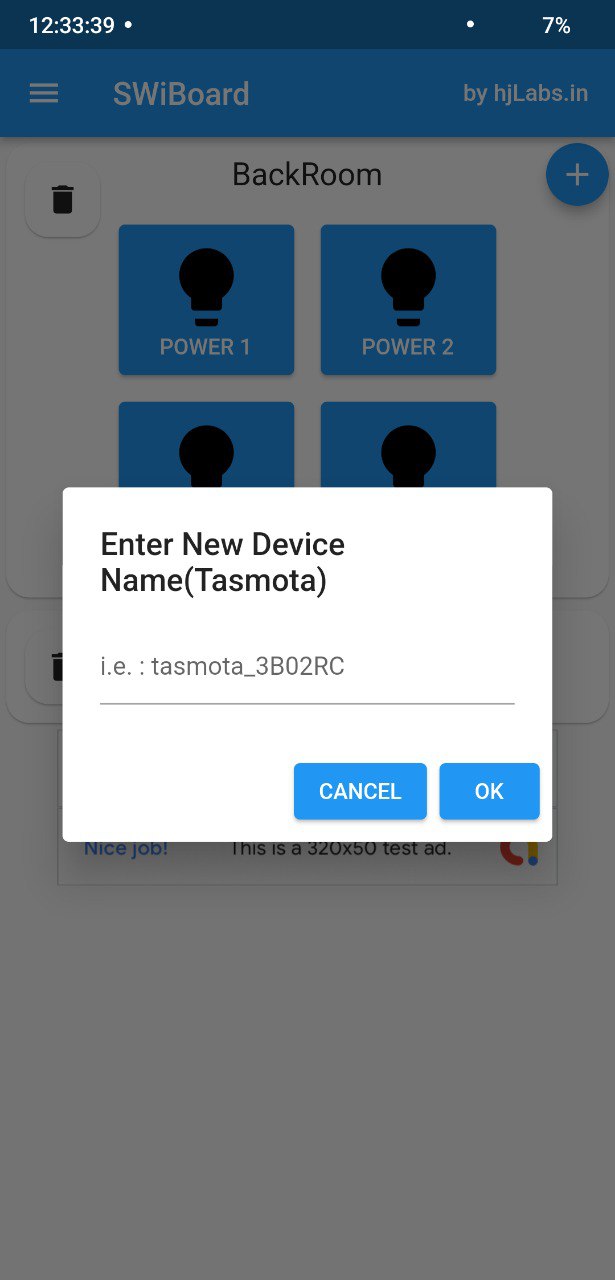 12:33:39
7%
SWiBoard
by hjLabs.in
BackRoom
POWER 1
POWER 2
Enter New Device
Name(Tasmota)
i.e. : tasmota_3B02RC
CANCEL
OK
Nice job!
This is a 320x50 test ad.